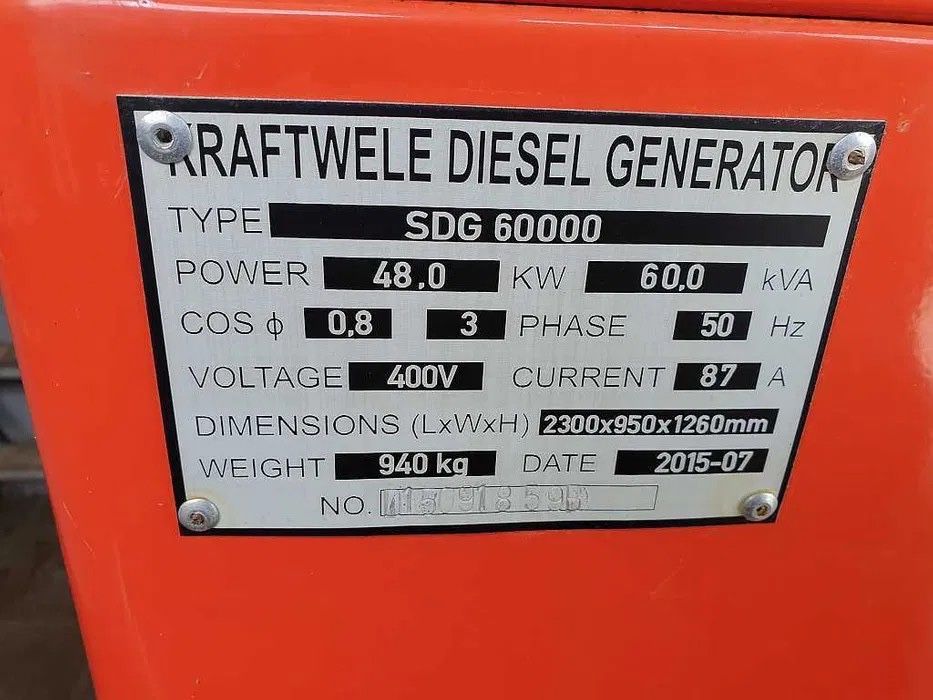 KRAFTWELE DIESEL GENERATOR
TYPE SDG 60000
POWER 48,0 KW 60,0 kVA
COS ϕ 0,8 3 PHASE 50 Hz
VOLTAGE 400V CURRENT 87 A
DIMENSIONS (LxWxH) 2300x950x1260mm
WEIGHT 940 kg DATE 2015-07
NO.